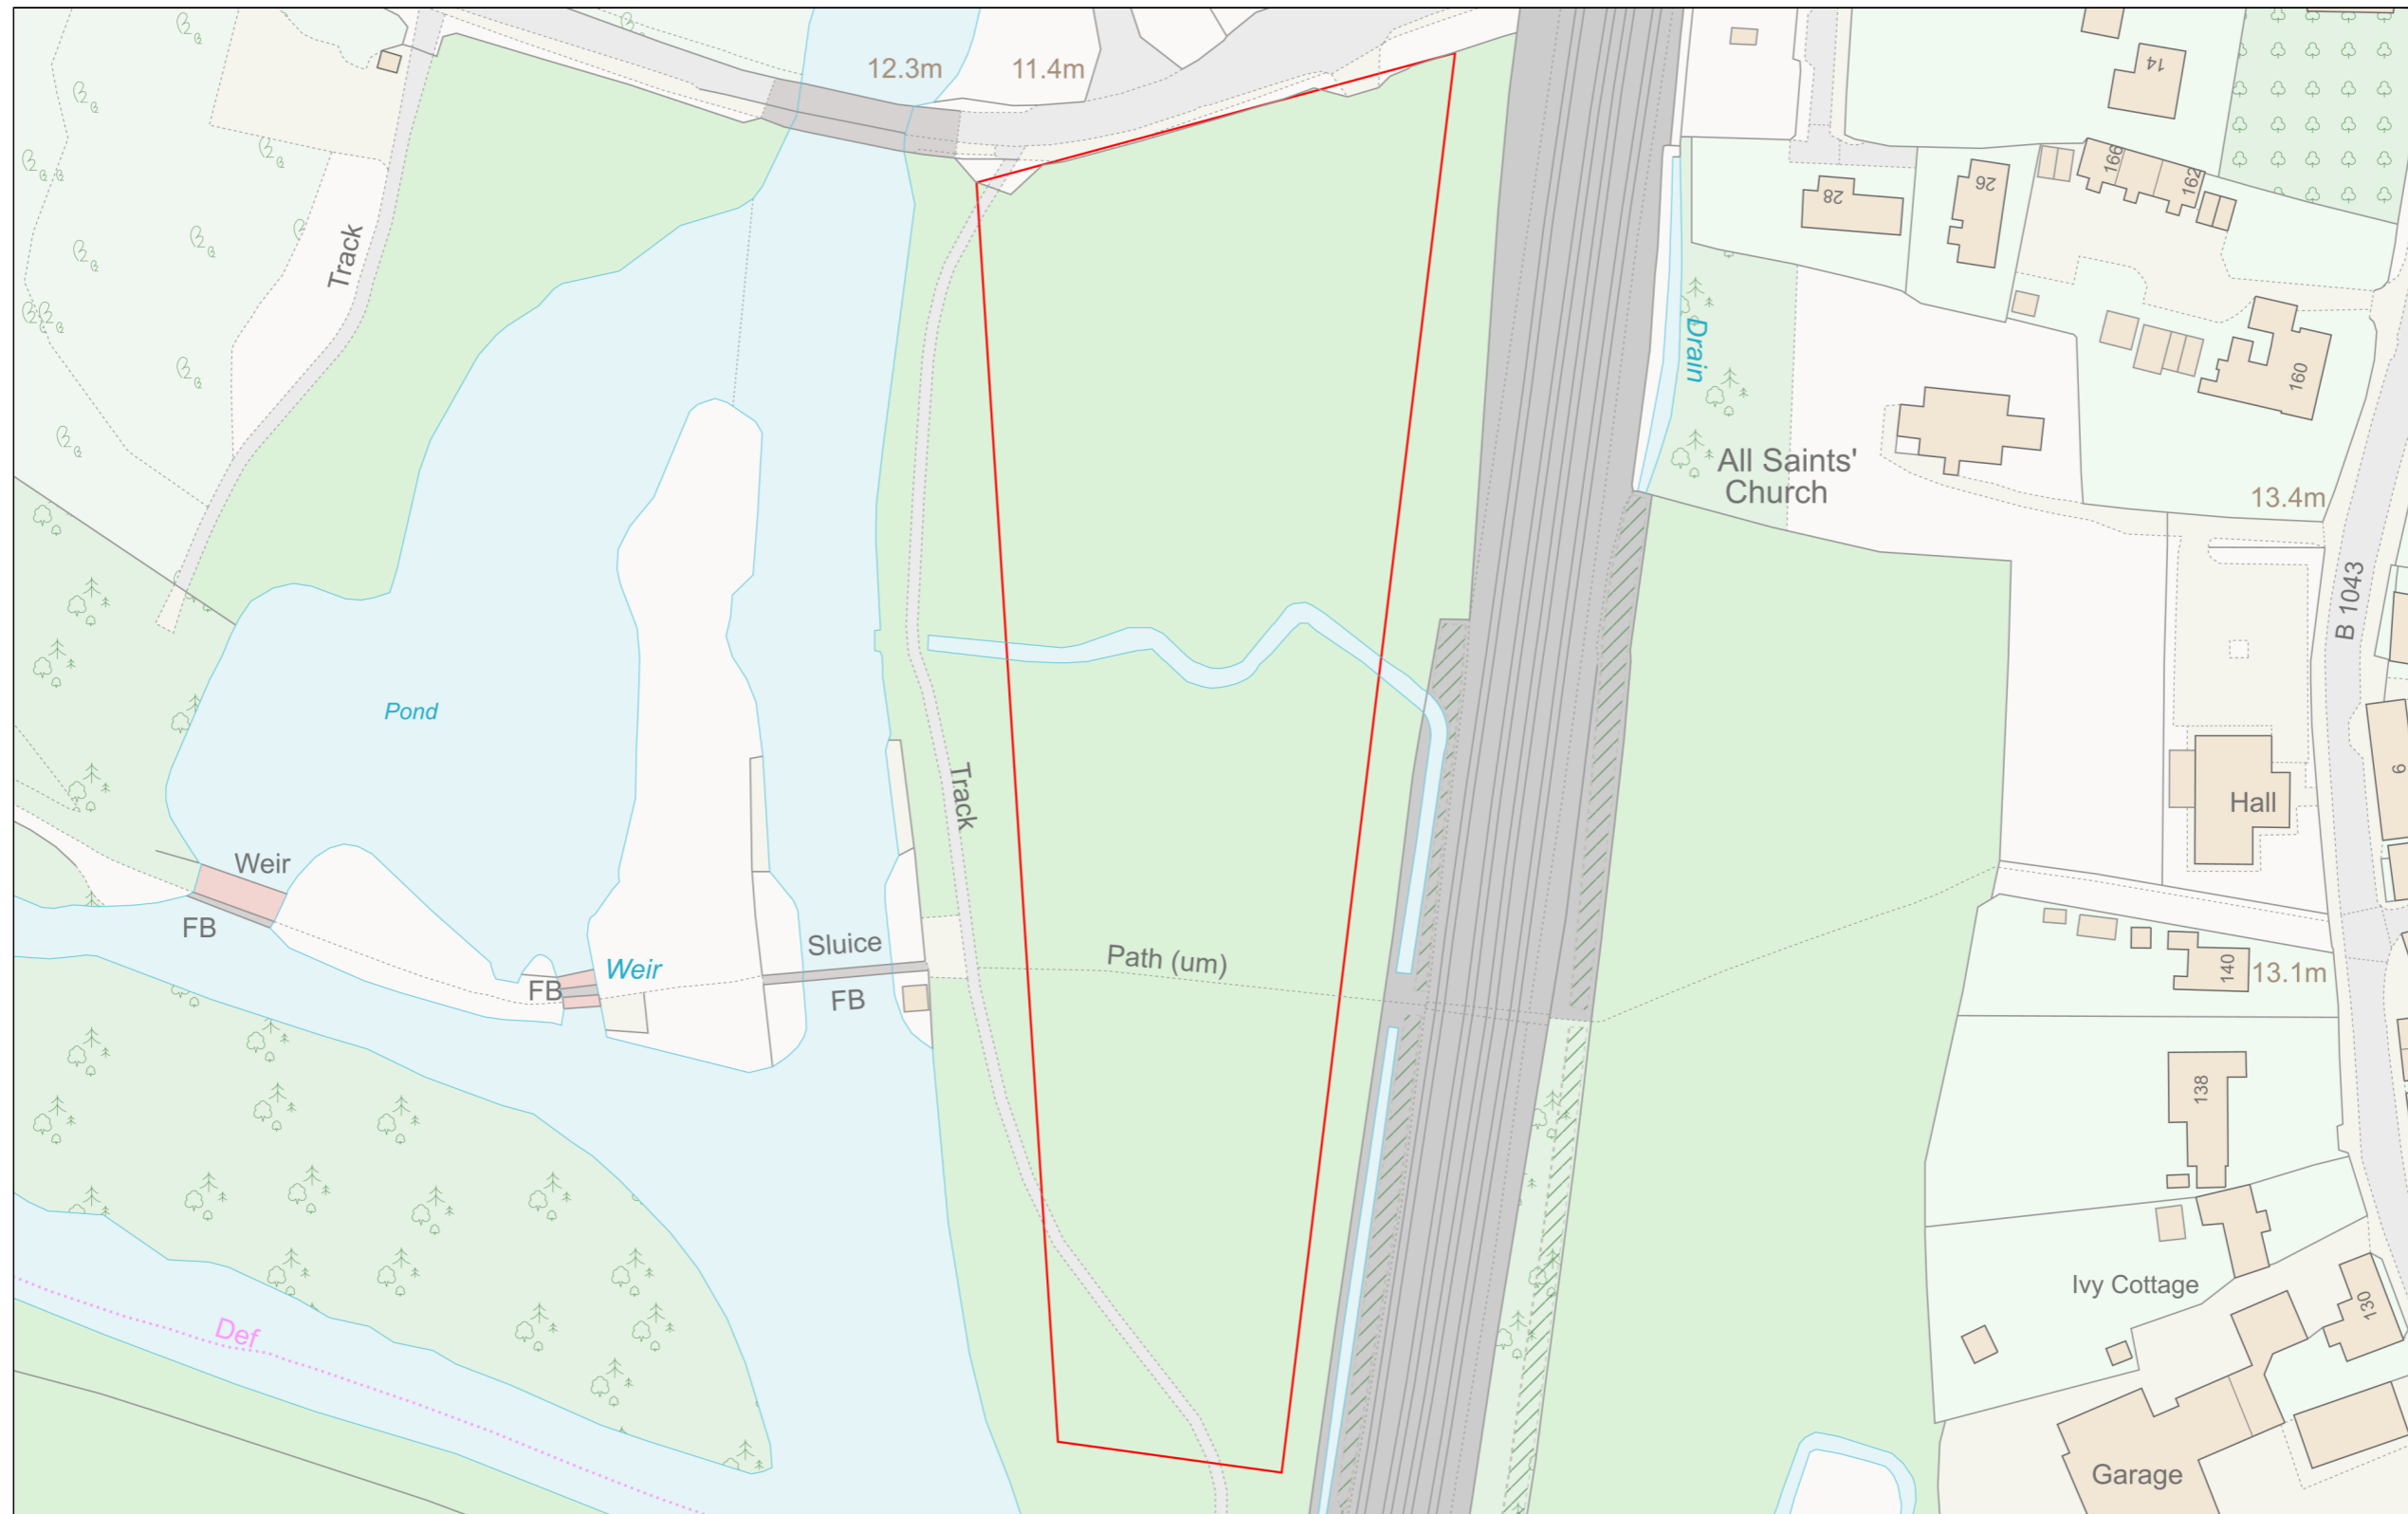 12.3m
11.4m
14
166
162
28
26
Track
Drain
160
All Saints'
Church
13.4m
B 1043
Pond
Track
6
Hall
Weir
FB
Sluice
Path (um)
Weir
FB
FB
140
13.1m
138
Ivy Cottage
130
Def
Garage